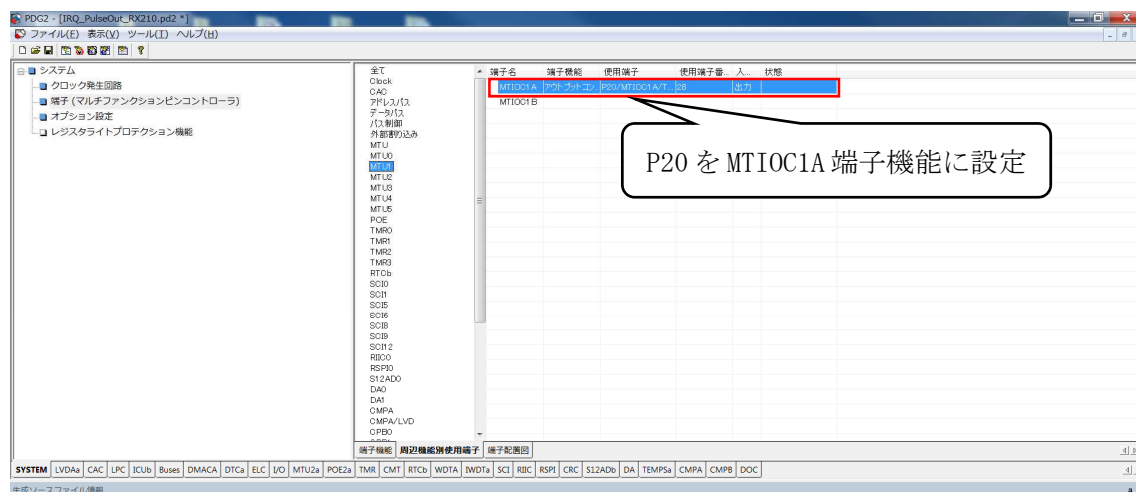 PDG2 - [IRQ_PulseOut_RX210.pd2 *]
ファイル(F) 表示(V) ツール(T) ヘルプ(H)
システム
クロック発生回路
端子 (マルチファンクションピンコントローラ)
オプション設定
レジスタライトプロテクション機能
全て
Clock
CAC
アドレスバス
データバス
バス制御
外部割り込み
MTU
MTU0
MTU1
MTU2
MTU3
MTU4
MTU5
POE
TMR0
TMR1
TMR2
TMR3
RTCb
SCI0
SCI1
SCI5
SCI6
SCI8
SCI9
SCI12
RIIC0
RSPI0
S12AD0
DA0
DA1
CMPA
CMPA/LVD
CPB0
端子名 端子機能 使用端子 使用端子番... 入... 状態
MTIOC1A アウトプットコン P20/MTIOC1A/T... 28 出力
MTIOC1B
P20 を MTIOC1A 端子機能に設定
端子機能 周辺機能別使用端子 端子配置図
SYSTEM LVDAa CAC LPC ICUb Buses DMACA DTCa ELC I/O MTU2a POE2a TMR CMT RTCb WDTA IWDTa SCI RIIC RSPI CRC S12ADb DA TEMPSa CMPA CMPB DOC
生成ソースファイル情報